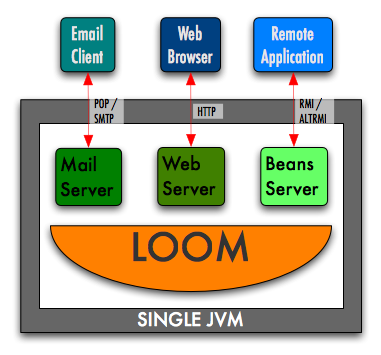 Email
Client
Web
Browser
Remote
Application
POP /
SMTP
HTTP
RMI /
ALTRMI
Mail
Server
Web
Server
Beans
Server
LOOM
SINGLE JVM